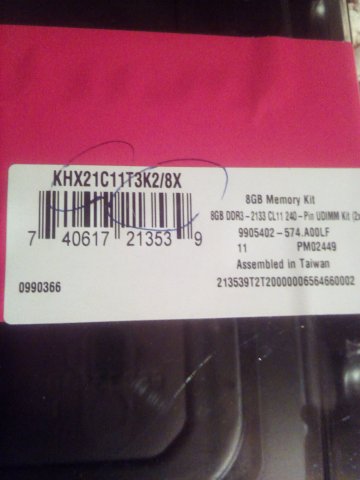 KHX21C11T3K2/8X
7 40617 21353 9
0990366
8GB Memory Kit
8GB DDR3-2133 CL11 240-Pin UDIMM Kit (2x
9905402-574.A00LF
11 PM02449
Assembled in Taiwan
213539T2T20000006564660002